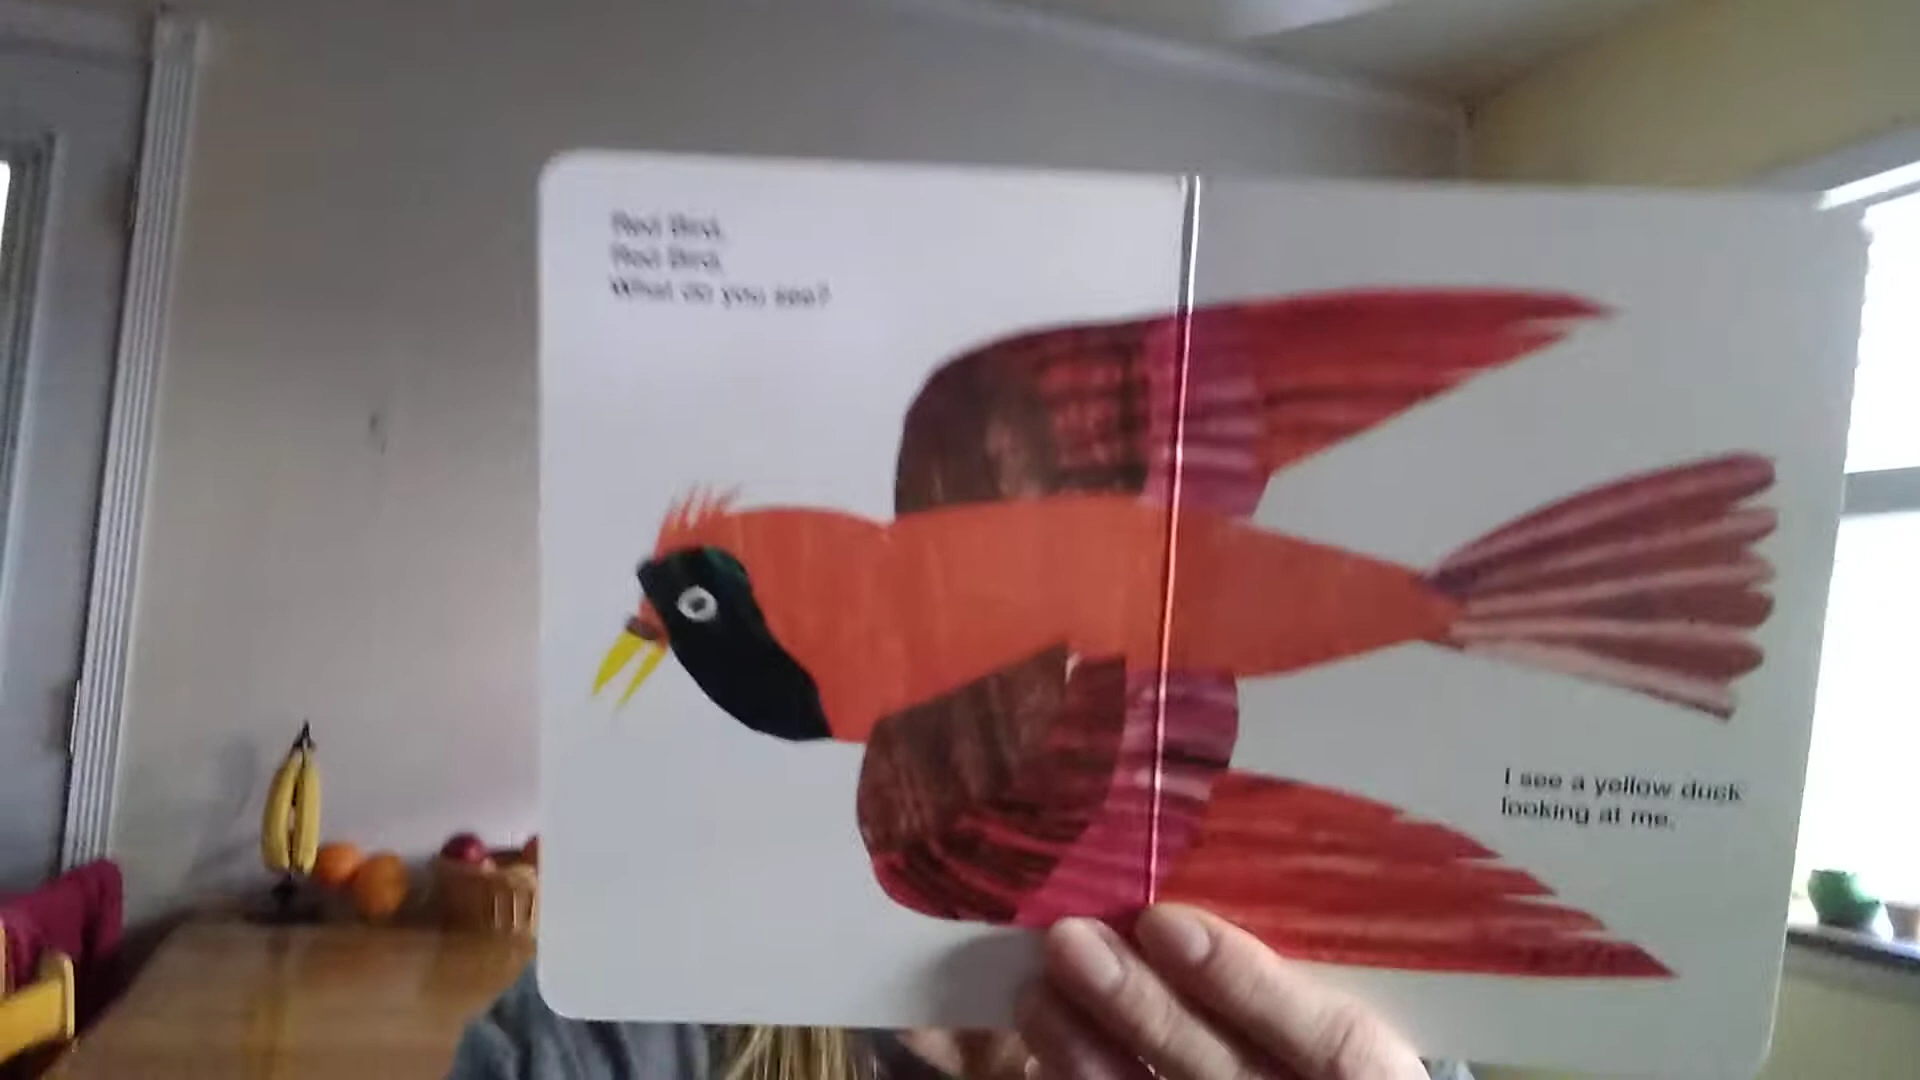 Red Bird,
Red Bird,
What do you see?
I see a yellow duck
looking at me.